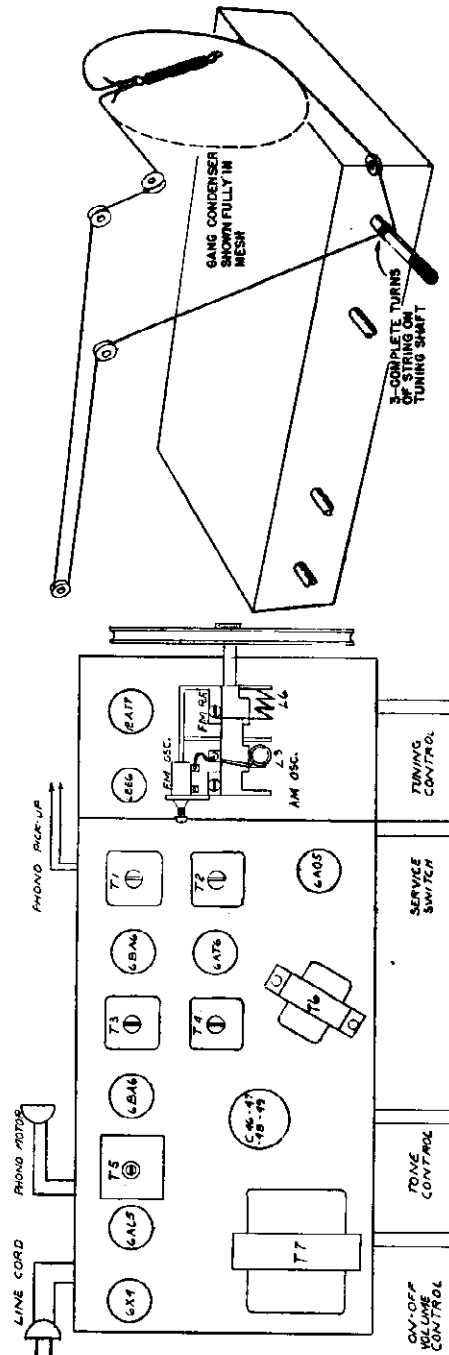 LINE CORD
PHONO MOTOR
PHONO PICK-UP
6X4
6AL5
T5
6BA6
T3
6BA6
T1
6BE6
12AT7
T4
6AT6
T2
FM OSC.
FM R.F.
L3
L6
AM OSC.
6AQ5
T6
C46-47
-48-49
T7
ON-OFF
VOLUME
CONTROL
TONE
CONTROL
SERVICE
SWITCH
TUNING
CONTROL
GANG CONDENSER
SHOWN FULLY IN
MESH
3-COMPLETE TURNS
OF STRING ON
TUNING SHAFT